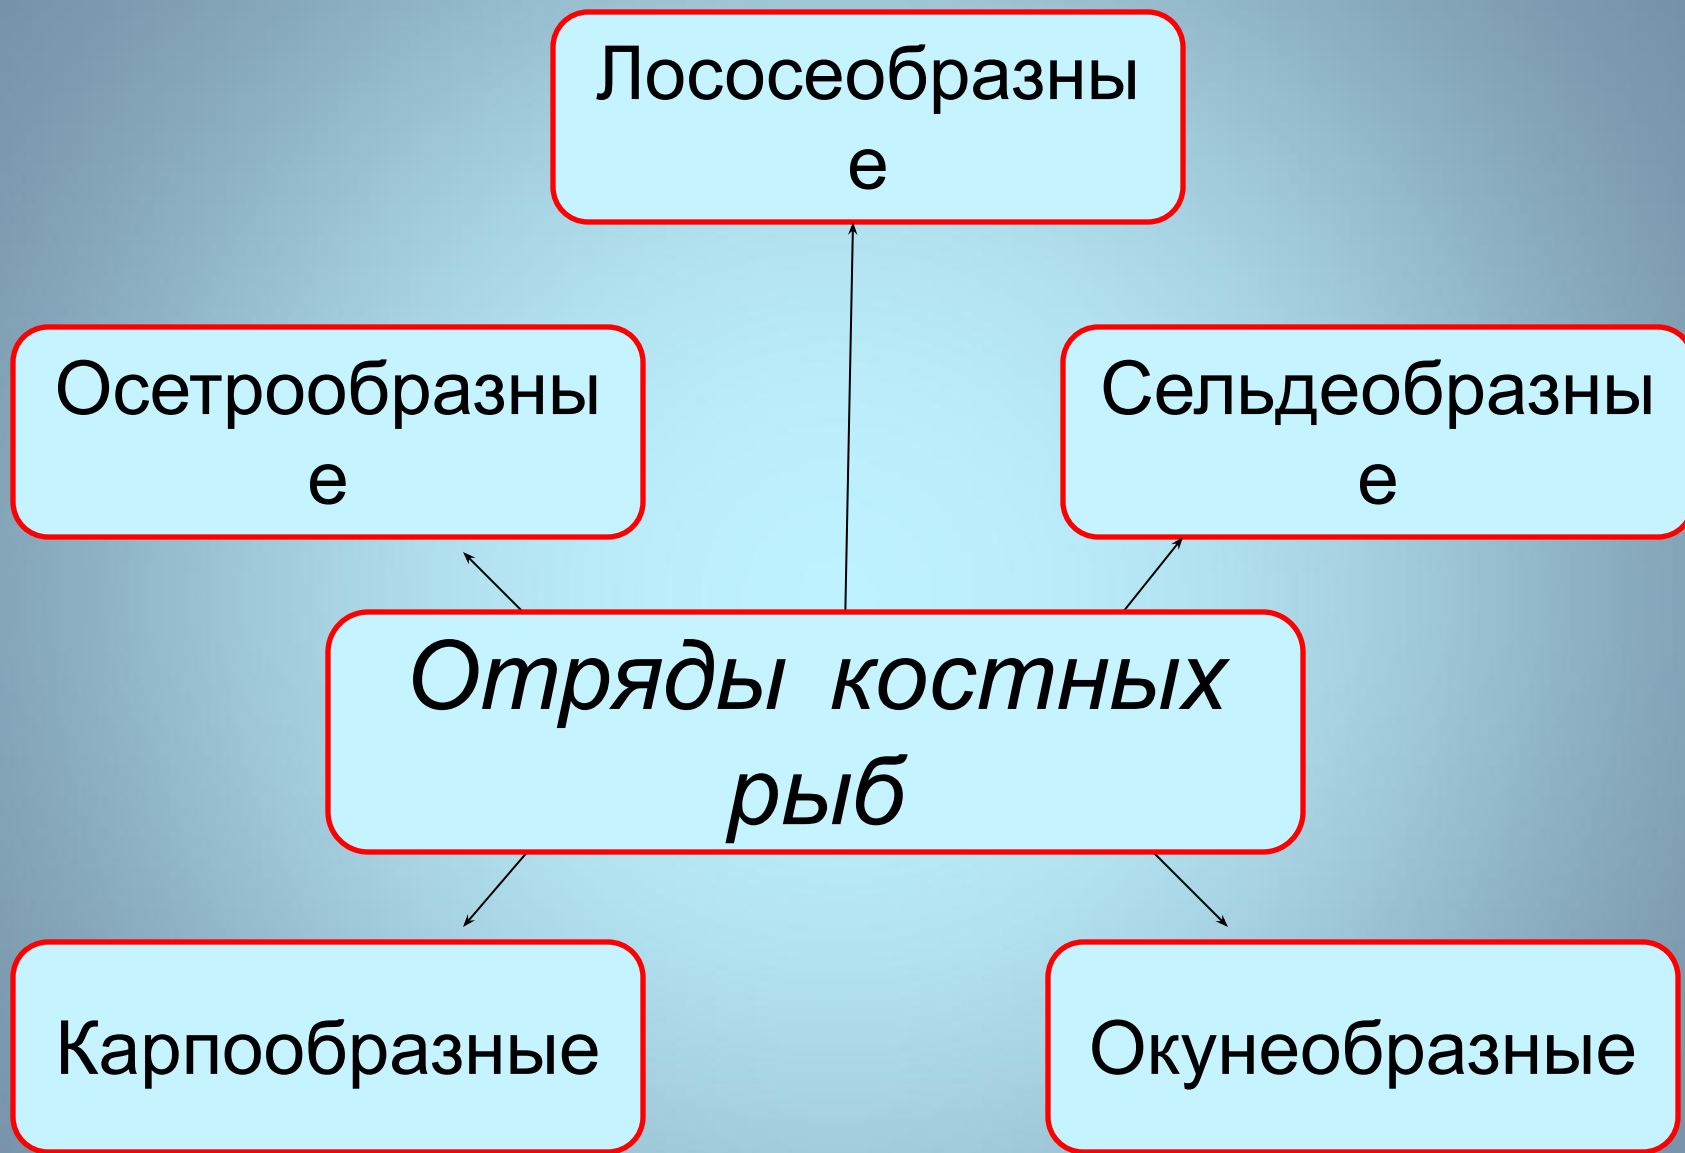 Лососеобразны
е
Осетрообразны
е
Сельдеобразны
е
Отряды костных
рыб
Карпообразные
Окунеобразные